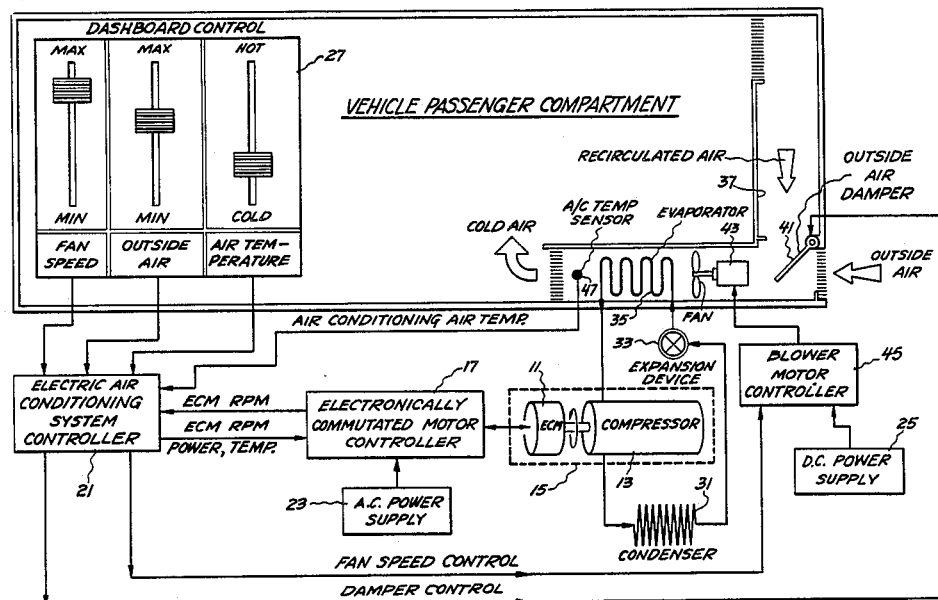 DASHBOARD CONTROL
MAX
MAX
HOT
27
MIN
MIN
COLD
FAN
SPEED
OUTSIDE
AIR
AIR TEM-
PERATURE
VEHICLE PASSENGER COMPARTMENT
RECIRCULATED AIR
OUTSIDE
AIR
DAMPER
37
A/C TEMP
SENSOR
EVAPORATOR
43
41
COLD AIR
OUTSIDE
AIR
47
35
FAN
AIR CONDITIONING AIR TEMP.
33
EXPANSION
DEVICE
BLOWER
MOTOR
CONTROLLER
45
ELECTRIC AIR
CONDITIONING
SYSTEM
CONTROLLER
21
ECM RPM
ECM RPM
POWER, TEMP.
17
ELECTRONICALLY
COMMUTATED MOTOR
CONTROLLER
11
ECM
COMPRESSOR
15
13
25
D.C. POWER
SUPPLY
23
A.C. POWER
SUPPLY
31
CONDENSER
FAN SPEED CONTROL
DAMPER CONTROL